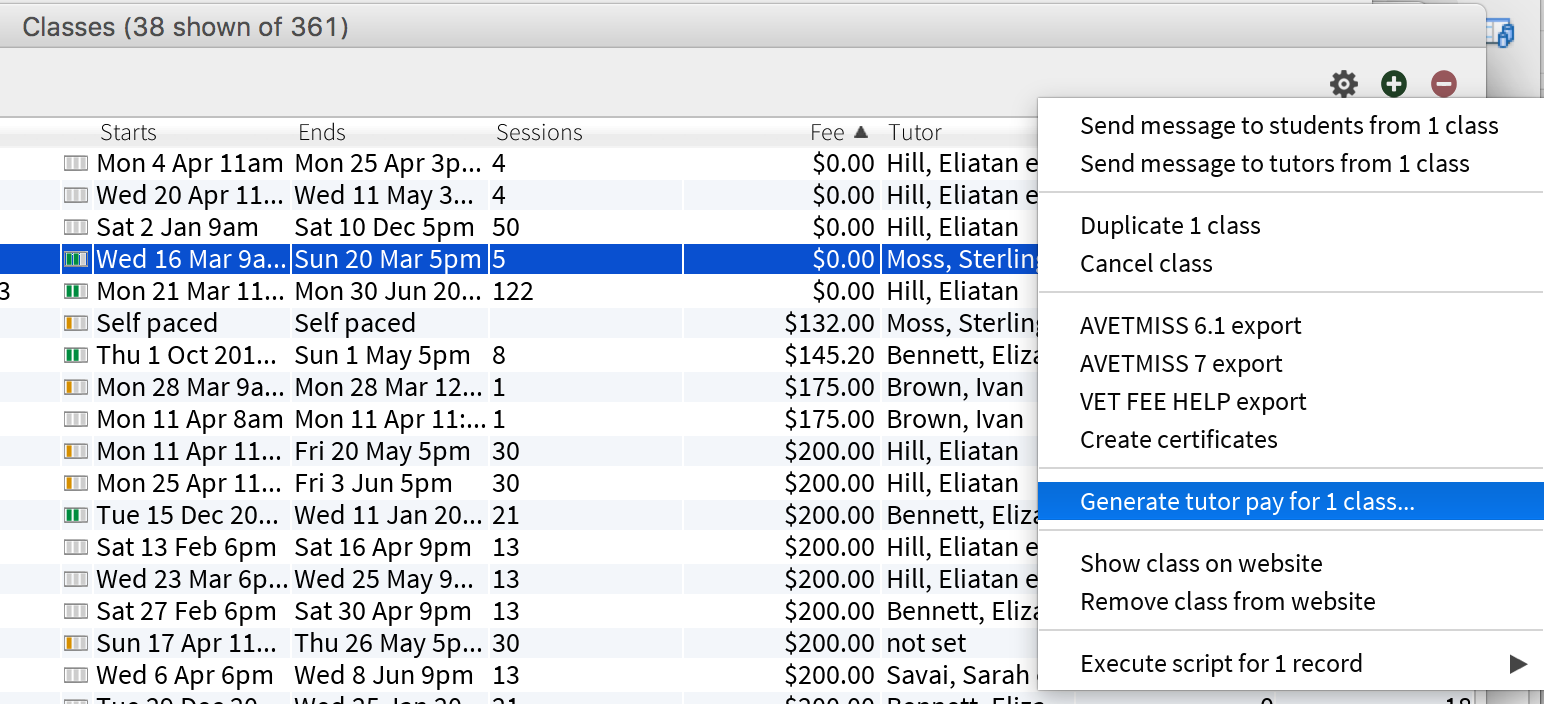 Classes (38 shown of 361)
Starts Ends Sessions Fee Tutor
Mon 4 Apr 11am Mon 25 Apr 3p... 4 $0.00 Hill, Eliatan e
Wed 20 Apr 11... Wed 11 May 3... 4 $0.00 Hill, Eliatan e
Sat 2 Jan 9am Sat 10 Dec 5pm 50 $0.00 Hill, Eliatan
Wed 16 Mar 9a... Sun 20 Mar 5pm 5 $0.00 Moss, Sterling
3 Mon 21 Mar 11... Mon 30 Jun 20... 122 $0.00 Hill, Eliatan
Self paced Self paced $132.00 Moss, Sterling
Thu 1 Oct 201... Sun 1 May 5pm 8 $145.20 Bennett, Eliza
Mon 28 Mar 9a... Mon 28 Mar 12... 1 $175.00 Brown, Ivan
Mon 11 Apr 8am Mon 11 Apr 11:... 1 $175.00 Brown, Ivan
Mon 11 Apr 11... Fri 20 May 5pm 30 $200.00 Hill, Eliatan
Mon 25 Apr 11... Fri 3 Jun 5pm 30 $200.00 Hill, Eliatan
Tue 15 Dec 20... Wed 11 Jan 20... 21 $200.00 Bennett, Eliza
Sat 13 Feb 6pm Sat 16 Apr 9pm 13 $200.00 Hill, Eliatan e
Wed 23 Mar 6p... Wed 25 May 9... 13 $200.00 Hill, Eliatan e
Sat 27 Feb 6pm Sat 30 Apr 9pm 13 $200.00 Bennett, Eliza
Sun 17 Apr 11... Thu 26 May 5p... 30 $200.00 not set
Wed 6 Apr 6pm Wed 8 Jun 9pm 13 $200.00 Savai, Sarah
Send message to students from 1 class
Send message to tutors from 1 class
Duplicate 1 class
Cancel class
AVETMISS 6.1 export
AVETMISS 7 export
VET FEE HELP export
Create certificates
Generate tutor pay for 1 class...
Show class on website
Remove class from website
Execute script for 1 record